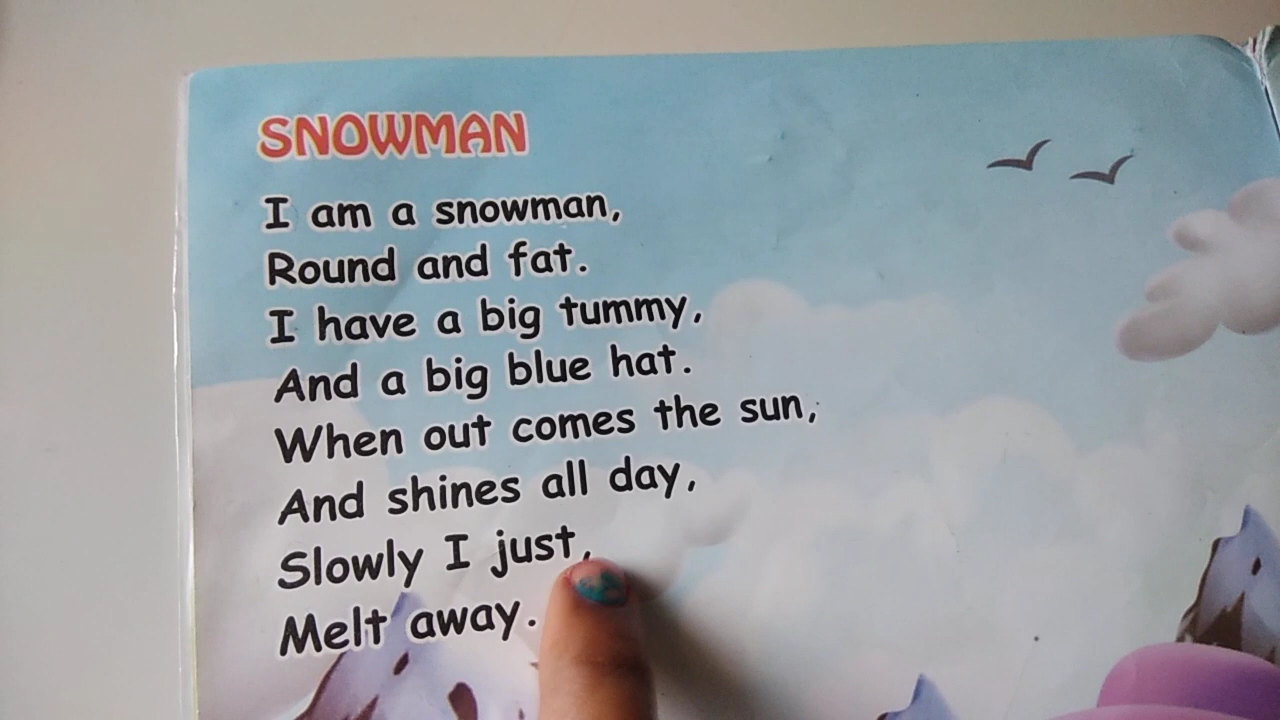 SNOWMAN
I am a snowman,
Round and fat.
I have a big tummy,
And a big blue hat.
When out comes the sun,
And shines all day,
Slowly I just,
Melt away.